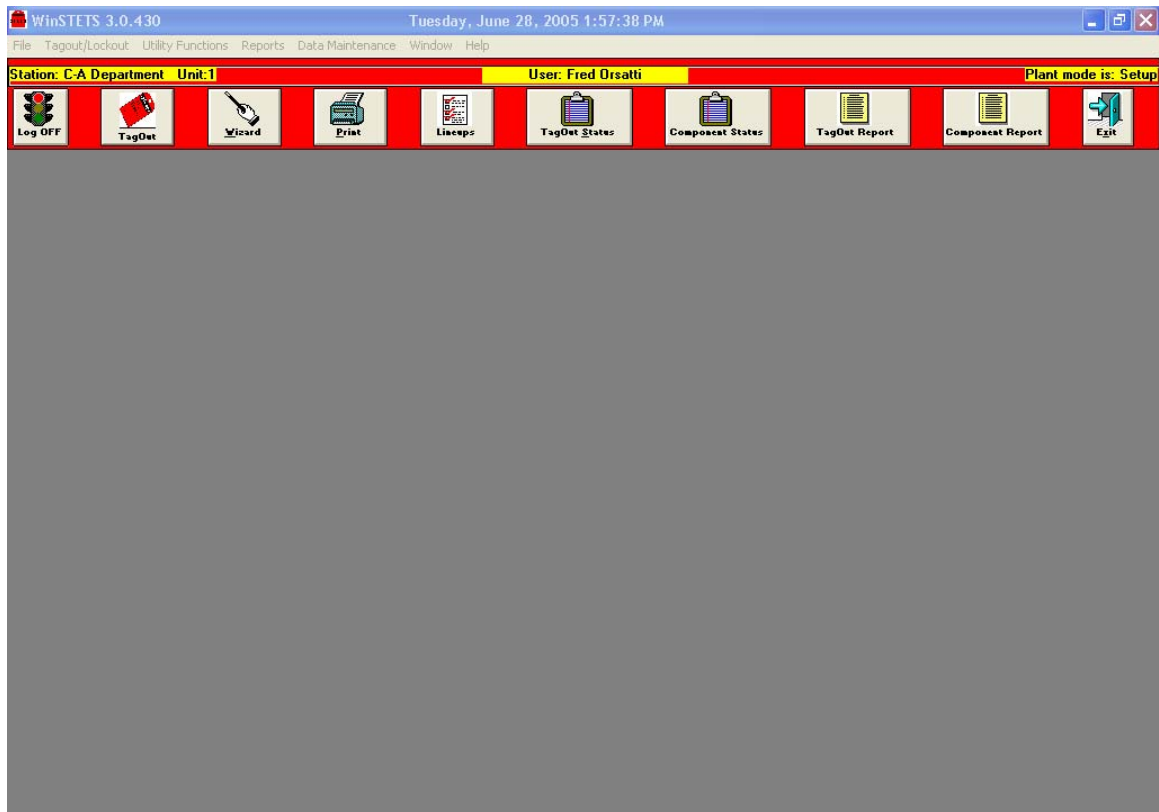 WinSTETS 3.0.430 Tuesday, June 28, 2005 1:57:38 PM
File Tagout/Lockout Utility Functions Reports Data Maintenance Window Help
Station: C-A Department Unit:1 User: Fred Orsatti Plant mode is: Setup
Log OFF TagOut Wizard Print Lineups TagOut Status Component Status TagOut Report Component Report Exit